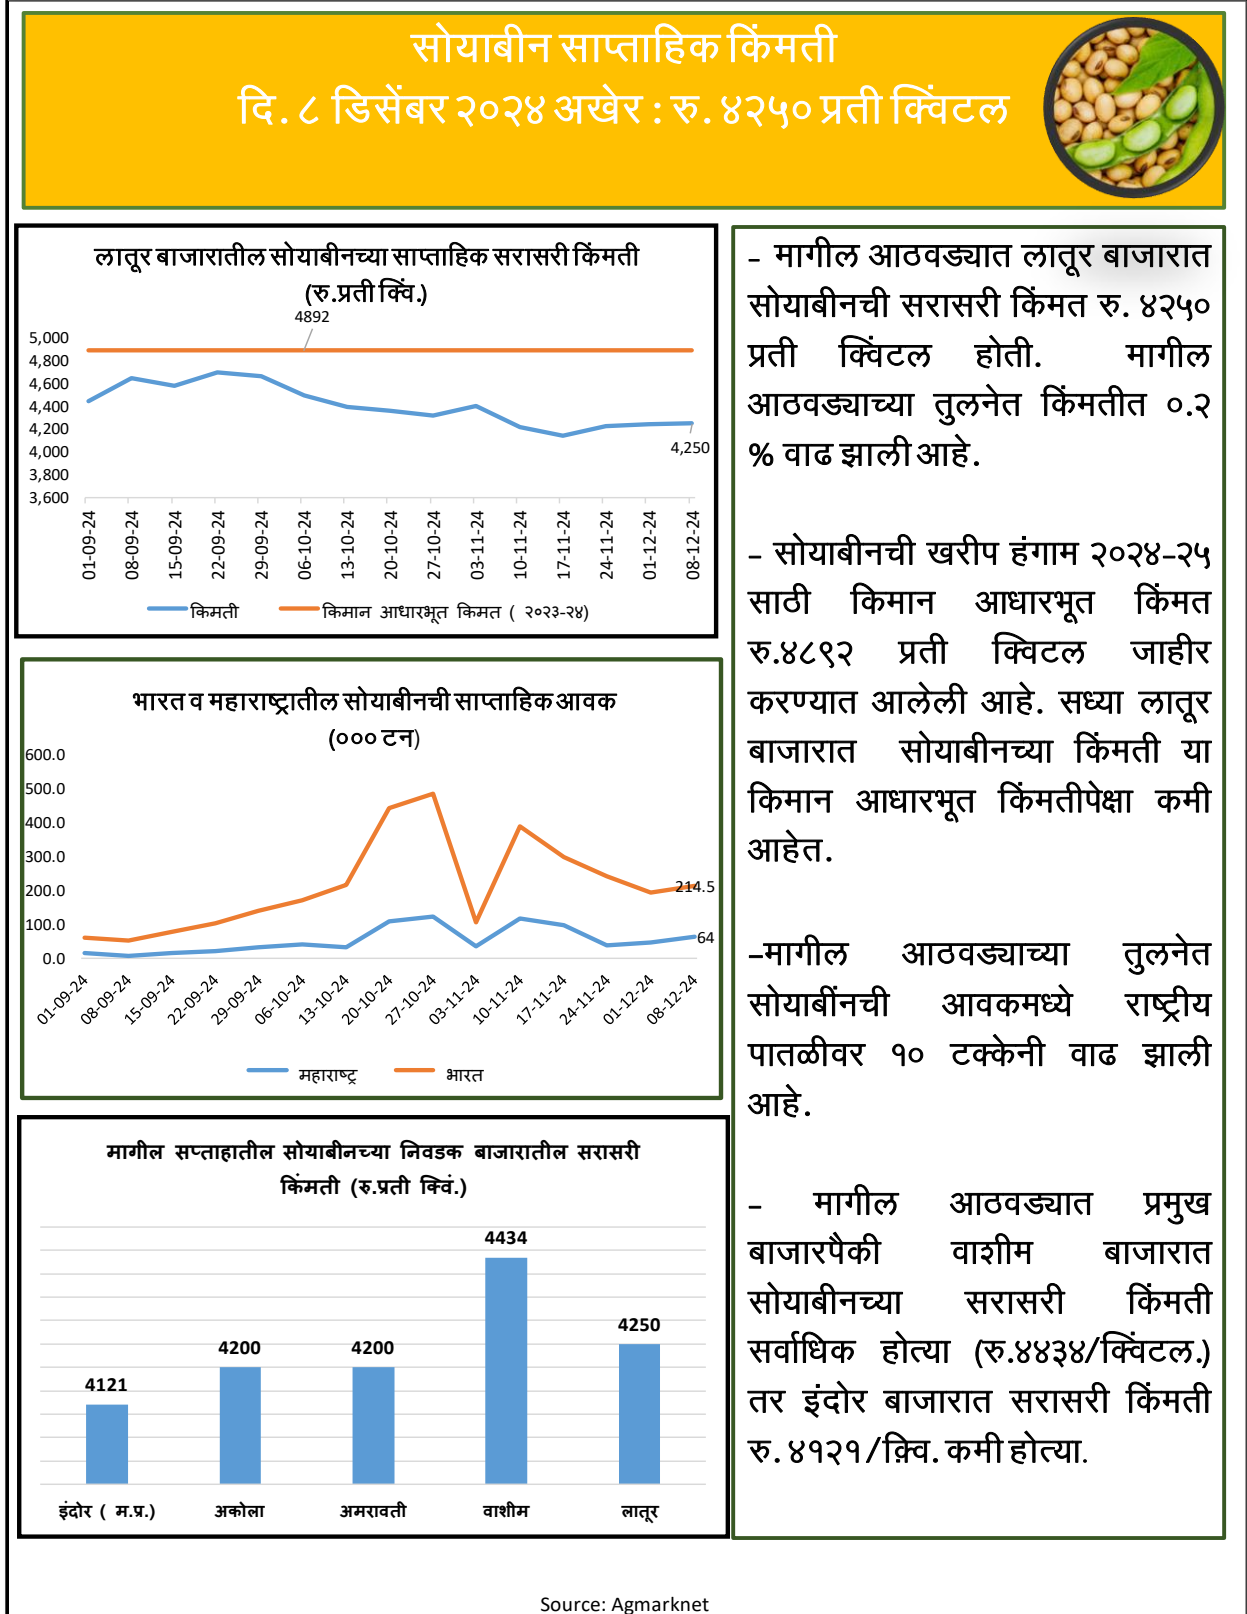 सोयाबीन साप्ताहिक किंमती
दि. ८ डिसेंबर २०२४ अखेर : रु. ४२५० प्रती क्विंटल
लातूर बाजारातील सोयाबीनच्या साप्ताहिक सरासरी किंमती
(रु.प्रती क्विं.)
4892
5,000
4,800
4,600
4,400
4,200
4,000
3,800
3,600
4,250
01-09-24
08-09-24
15-09-24
22-09-24
29-09-24
06-10-24
13-10-24
20-10-24
27-10-24
03-11-24
10-11-24
17-11-24
24-11-24
01-12-24
08-12-24
किमती
किमान आधारभूत किमत ( २०२३-२४)
भारत व महाराष्ट्रातील सोयाबीनची साप्ताहिक आवक
(००० टन)
600.0
500.0
400.0
300.0
200.0
100.0
0.0
214.5
64
01-09-24
08-09-24
15-09-24
22-09-24
29-09-24
06-10-24
13-10-24
20-10-24
27-10-24
03-11-24
10-11-24
17-11-24
24-11-24
01-12-24
08-12-24
महाराष्ट्र
भारत
मागील सप्ताहातील सोयाबीनच्या निवडक बाजारातील सरासरी
किंमती (रु.प्रती क्विं.)
4121
4200
4200
4434
4250
इंदोर ( म.प्र.)
अकोला
अमरावती
वाशीम
लातूर
- मागील आठवड्यात लातूर बाजारात
सोयाबीनची सरासरी किंमत रु. ४२५०
प्रती क्विंटल होती. मागील
आठवड्याच्या तुलनेत किंमतीत ०.२
% वाढ झाली आहे.
- सोयाबीनची खरीप हंगाम २०२४-२५
साठी किमान आधारभूत किंमत
रु.४८९२ प्रती क्विंटल जाहीर
करण्यात आलेली आहे. सध्या लातूर
बाजारात सोयाबीनच्या किंमती या
किमान आधारभूत किंमतीपेक्षा कमी
आहेत.
-मागील आठवड्याच्या तुलनेत
सोयाबींनची आवकमध्ये राष्ट्रीय
पातळीवर १० टक्केनी वाढ झाली
आहे.
- मागील आठवड्यात प्रमुख
बाजारपैकी वाशीम बाजारात
सोयाबीनच्या सरासरी किंमती
सर्वाधिक होत्या (रु.४४३४/क्विंटल.)
तर इंदोर बाजारात सरासरी किंमती
रु. ४१२१/क़्वि. कमी होत्या.
Source: Agmarknet